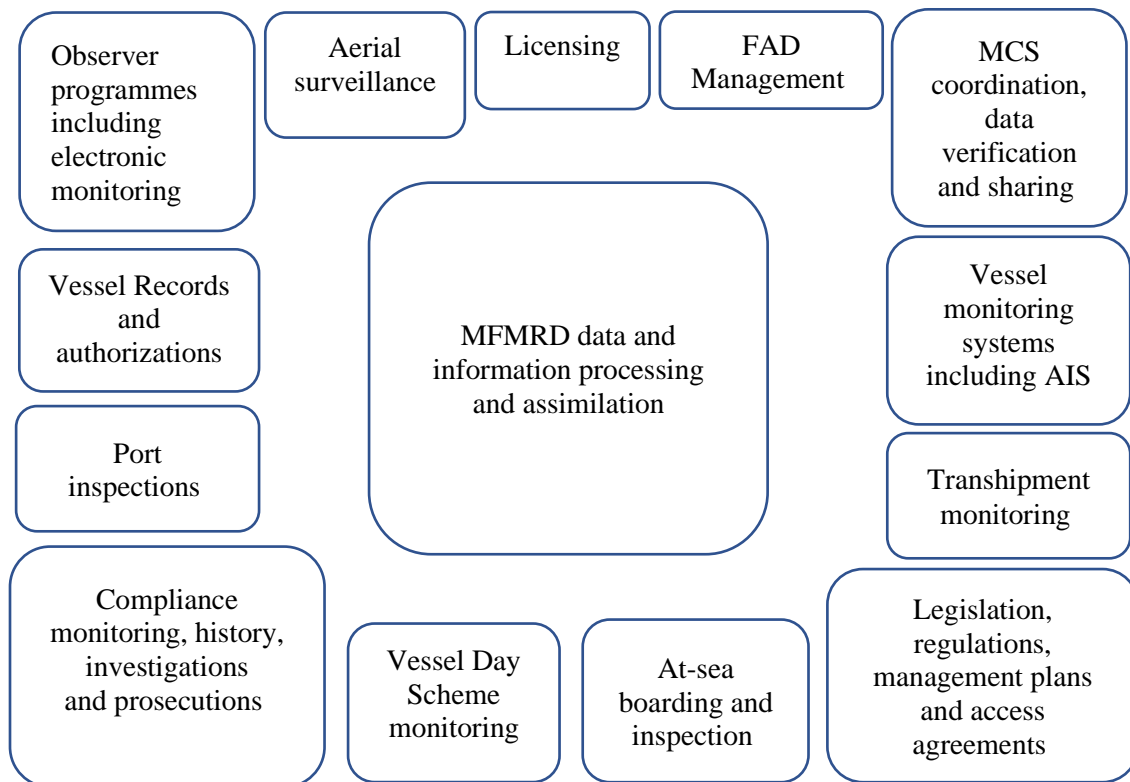 Observer
programmes
including
electronic
monitoring
Aerial
surveillance
Licensing
FAD
Management
MCS
coordination,
data
verification
and sharing
Vessel Records
and
authorizations
MFMRD data and
information processing
and assimilation
Vessel
monitoring
systems
including AIS
Port
inspections
Transhipment
monitoring
Compliance
monitoring, history,
investigations
and prosecutions
Vessel Day
Scheme
monitoring
At-sea
boarding and
inspection
Legislation,
regulations,
management plans
and access
agreements